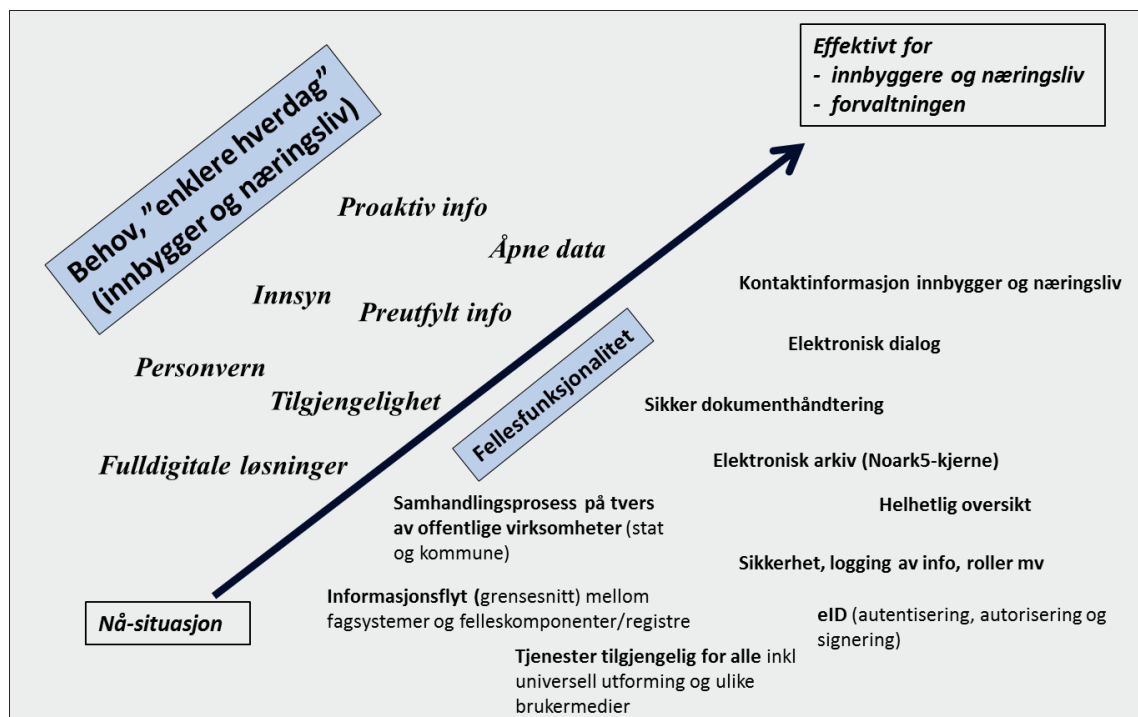 Effektivt for
- innbyggere og næringsliv
- forvaltningen
Behov, ”enklere hverdag”
(innbygger og næringsliv)
Proaktiv info
Åpne data
Innsyn
Preutfylt info
Personvern
Tilgjengelighet
Fulldigitale løsninger
Fellesfunksjonalitet
Kontaktinformasjon innbygger og næringsliv
Elektronisk dialog
Sikker dokumenthåndtering
Elektronisk arkiv (Noark5-kjerne)
Helhetlig oversikt
Samhandlingsprosess på tvers
av offentlige virksomheter (stat
og kommune)
Sikkerhet, logging av info, roller mv
Informasjonsflyt (grensesnitt) mellom
fagsystemer og felleskomponenter/registre
eID (autentisering, autorisering og
signering)
Tjenester tilgjengelig for alle inkl
universell utforming og ulike
brukermedier
Nå-situasjon